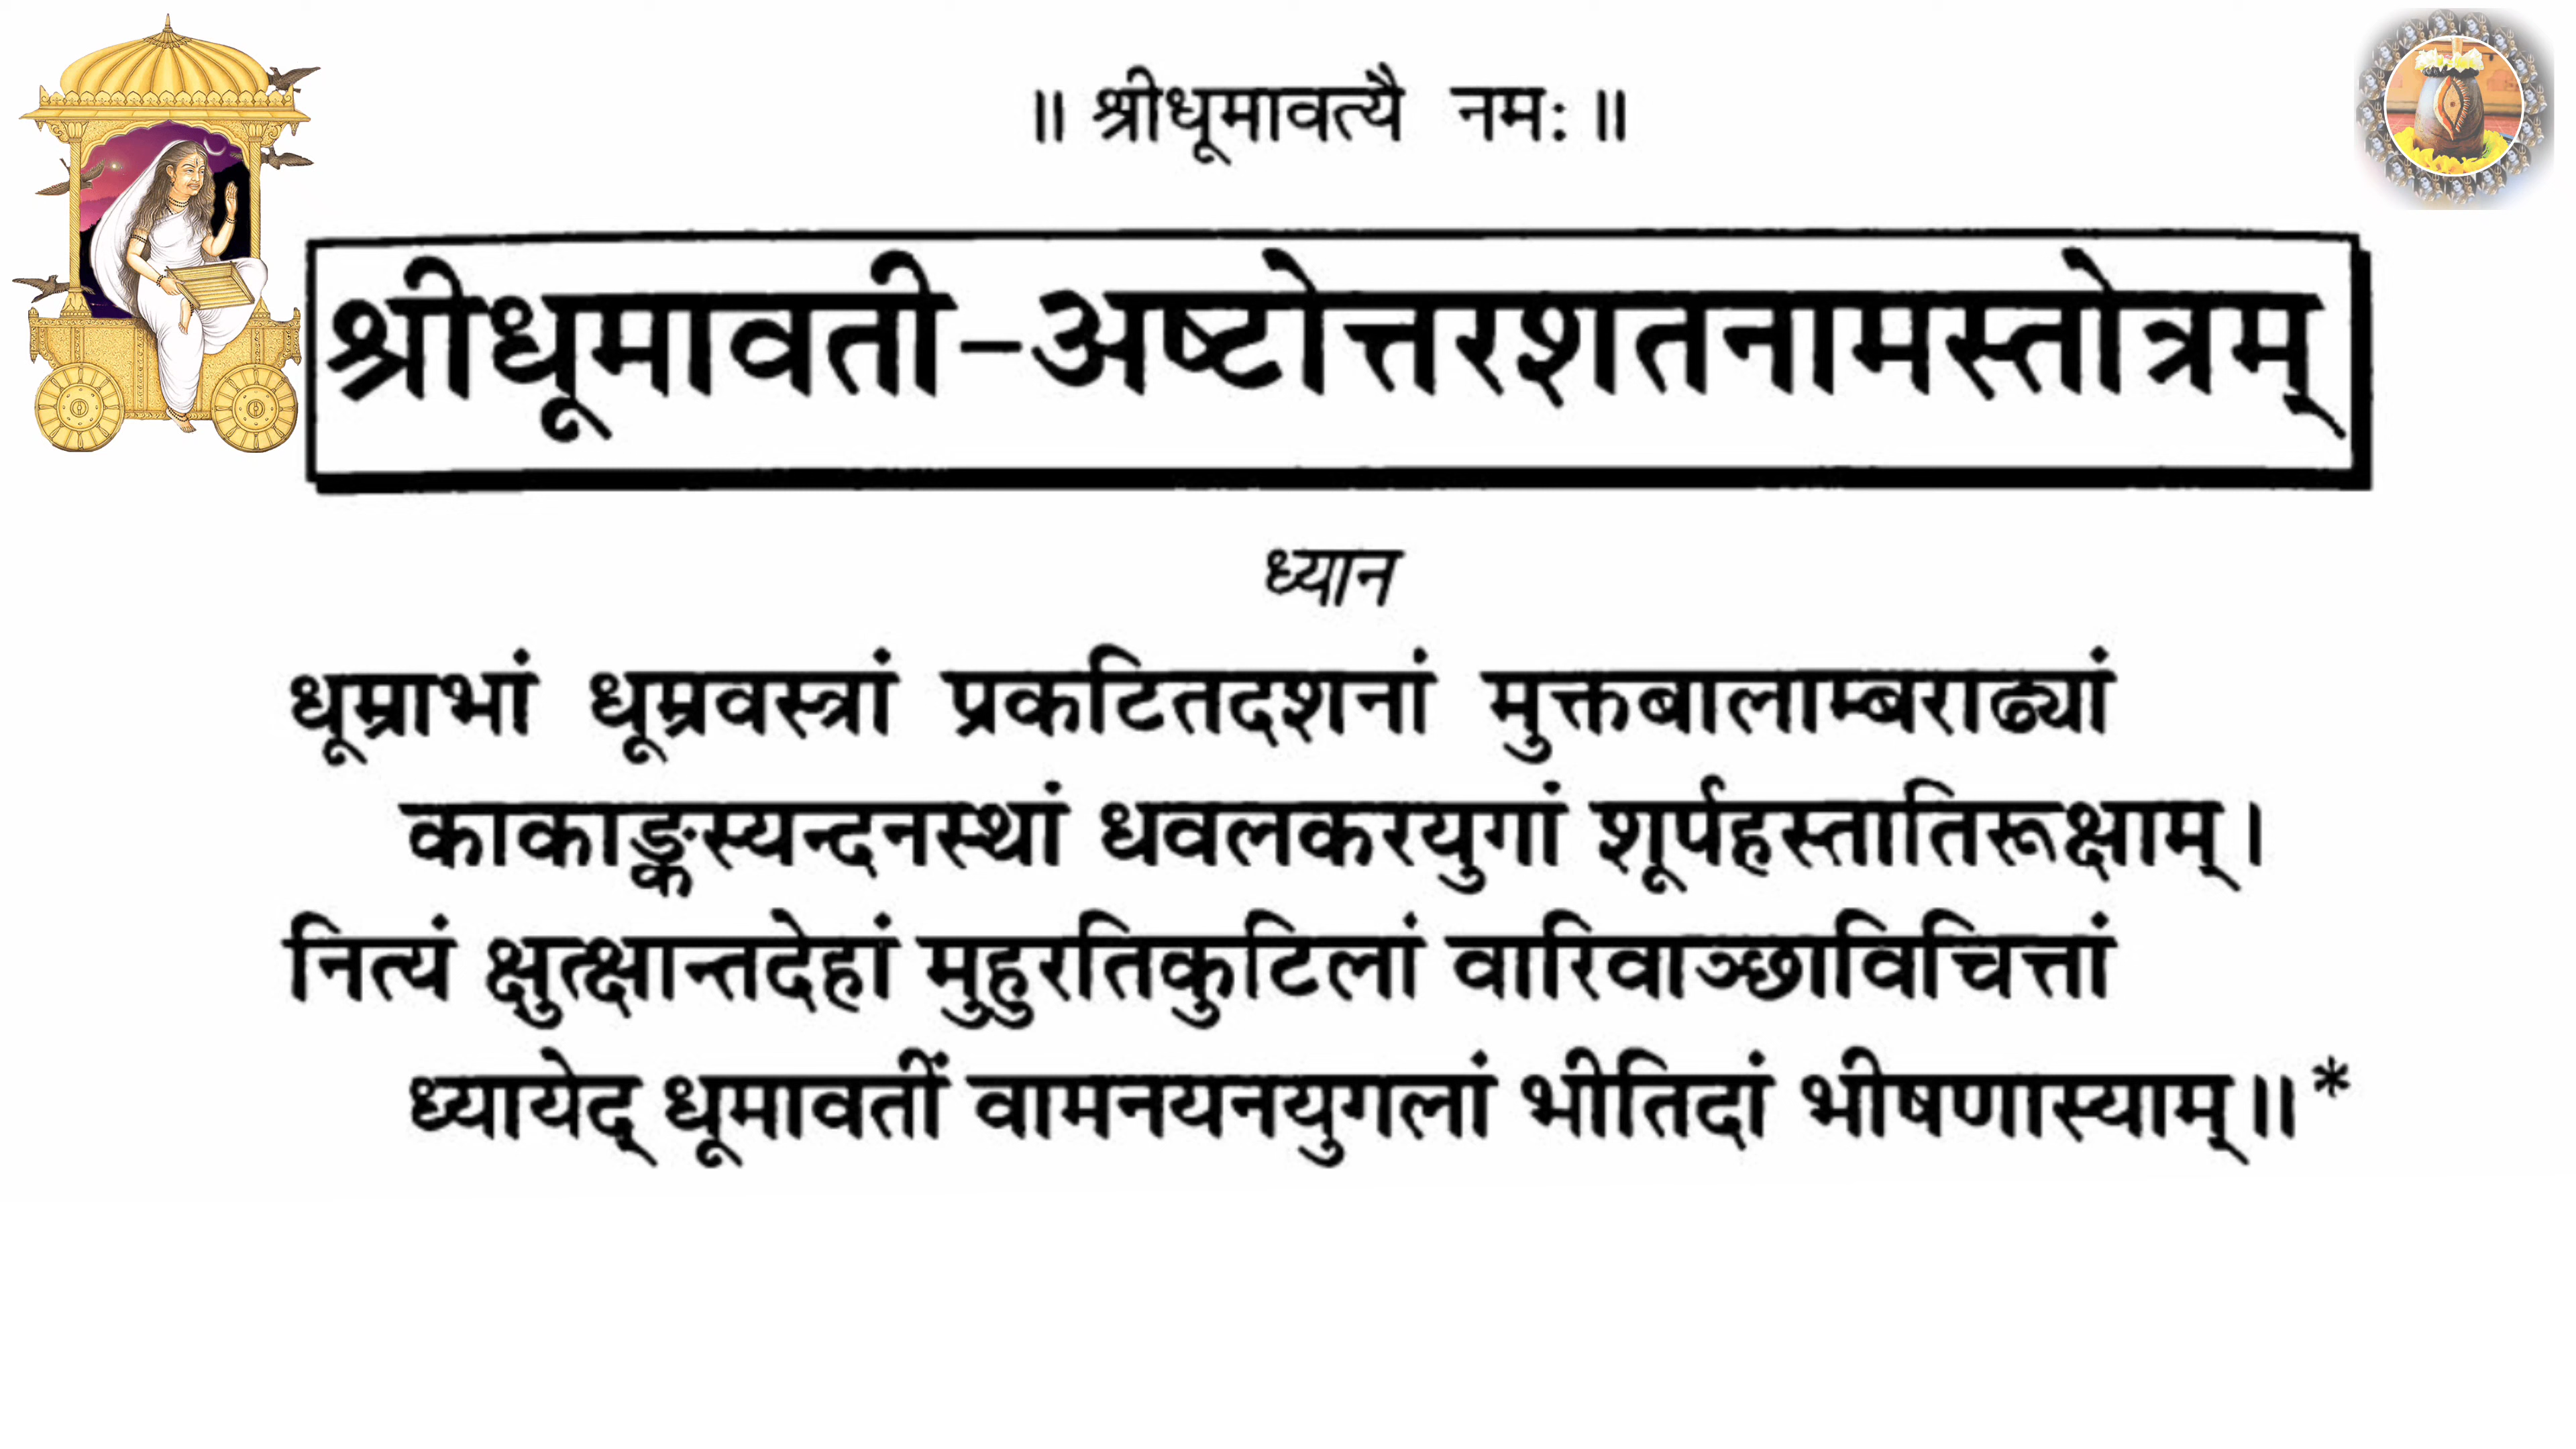 ॥ श्रीधूमावत्यै नमः ॥
श्रीधूमावती-अष्टोत्तरशतनामस्तोत्रम्
ध्यान
धूम्राभां धूम्रवस्त्रां प्रकटितदशनां मुक्तबालाम्बराढ्यां
काकाङ्कस्यन्दनस्थां धवलकरयुगां शूर्पहस्तातिरूक्षाम्।
नित्यं क्षुत्क्षान्तदेहां मुहुरतिकुटिलां वारिवाञ्छाविचित्तां
ध्यायेद् धूमावतीं वामनयनयुगलां भीतिदां भीषणास्याम्॥*